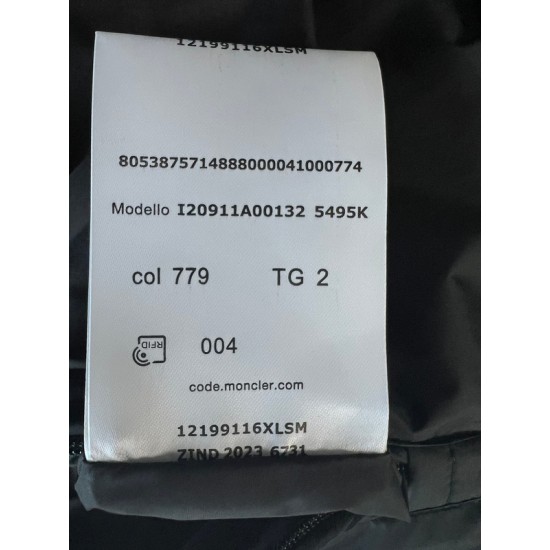 12199116XLSM
8053875714888000041000774
Modello I20911A00132 5495K
col 779 TG 2
RFID 004
code.moncler.com
12199116XLSM
ZIND 2023 6731